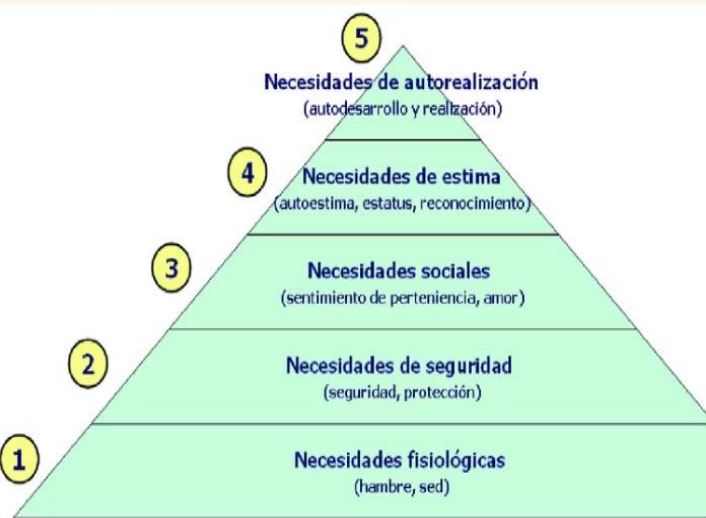 5
Necesidades de autorealización
(autodesarrollo y realización)
4
Necesidades de estima
(autoestima, estatus, reconocimiento)
3
Necesidades sociales
(sentimiento de perteniencia, amor)
2
Necesidades de seguridad
(seguridad, protección)
1
Necesidades fisiológicas
(hambre, sed)